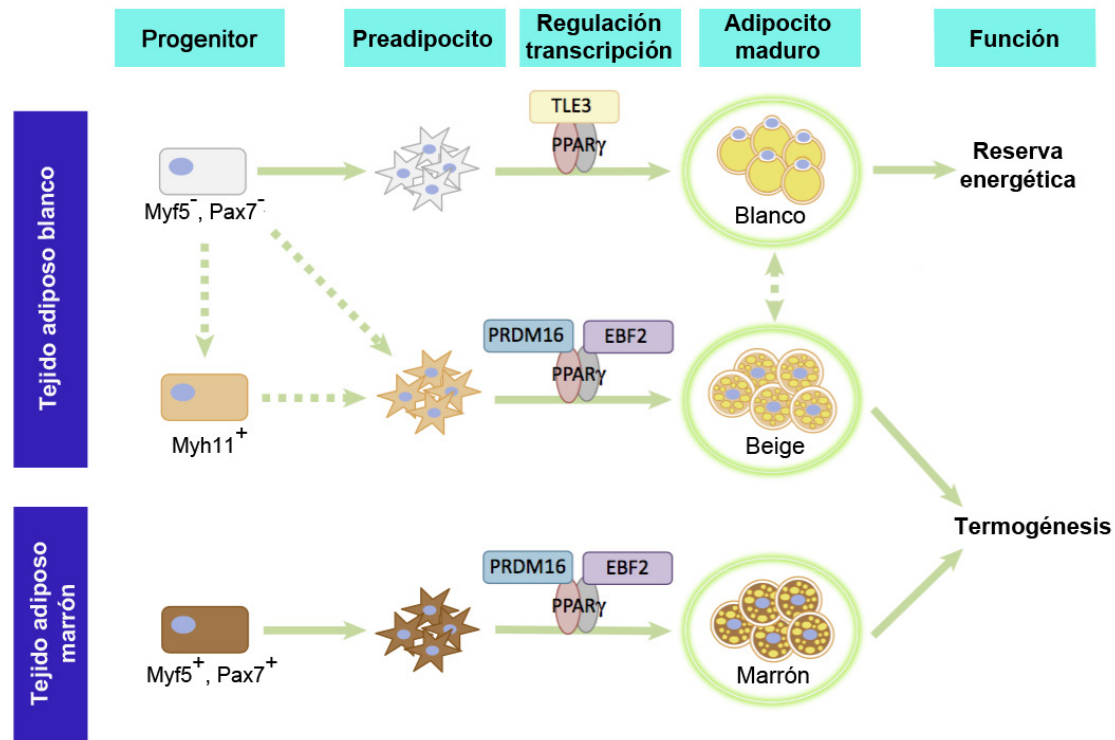 Progenitor
Preadipocito
Regulación
transcripción
Adipocito
maduro
Función
Tejido adiposo blanco
Myf5-, Pax7-
TLE3
PPARγ
Blanco
Reserva
energética
Myh11+
PRDM16
EBF2
PPARγ
Beige
Termogénesis
Tejido adiposo
marrón
Myf5+, Pax7+
PRDM16
EBF2
PPARγ
Marrón